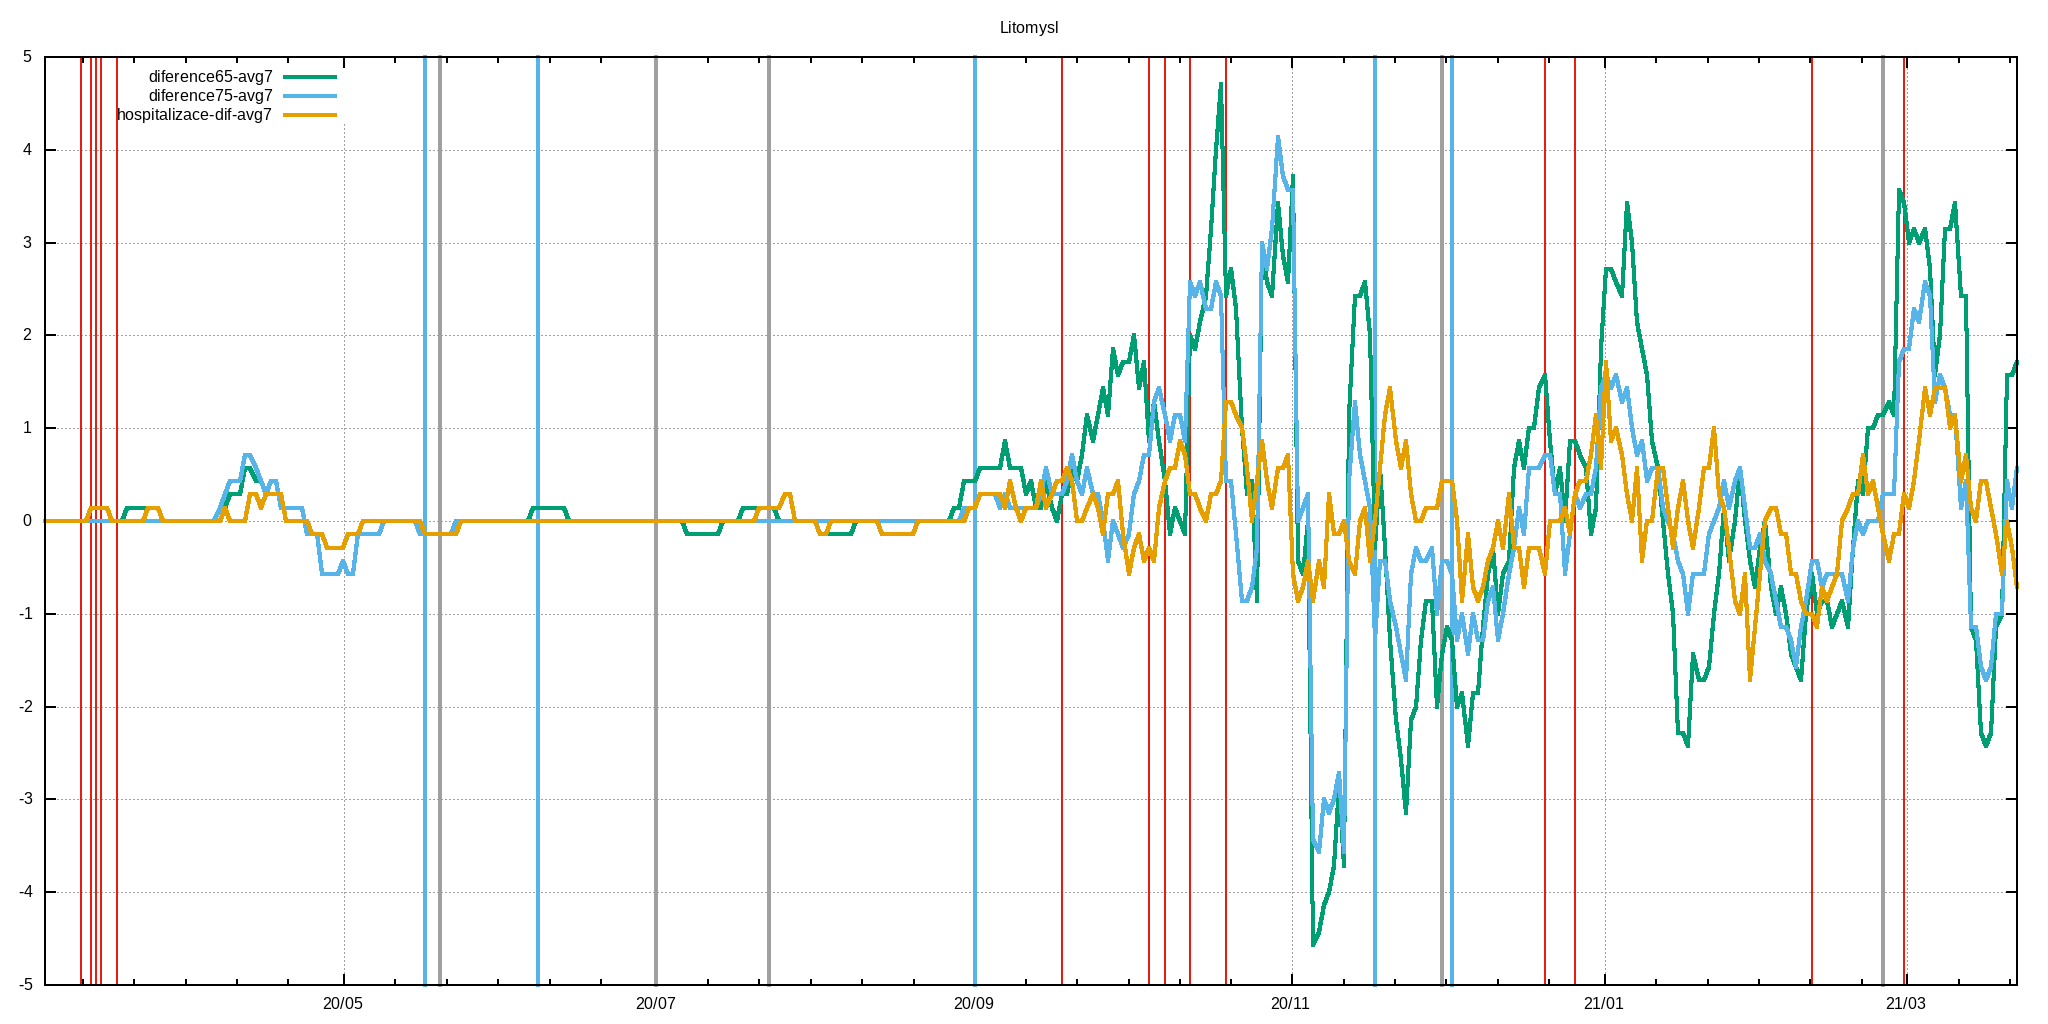 Litomysl
5
diference65-avg7
diference75-avg7
hospitalizace-dif-avg7
4
3
2
1
0
-1
-2
-3
-4
-5
20/05 20/07 20/09 20/11 21/01 21/03